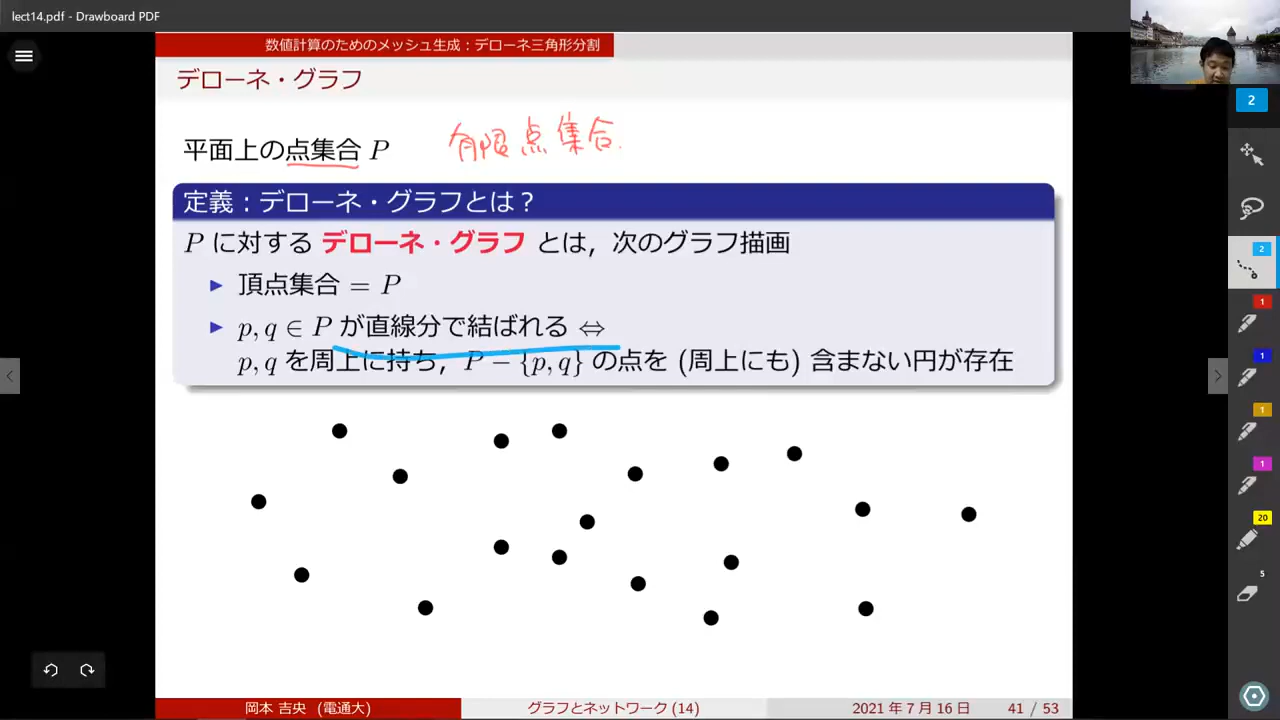 lect14.pdf - Drawboard PDF
数値計算のためのメッシュ生成：デローネ三角形分割
デローネ・グラフ
平面上の点集合 P
有限点集合.
定義：デローネ・グラフとは？
P に対する デローネ・グラフ とは，次のグラフ描画
▶ 頂点集合 = P
▶ p, q ∈ P が直線分で結ばれる ⇔
p, q を周上に持ち，P − {p, q} の点を (周上にも) 含まない円が存在
岡本 吉央 (電通大)
グラフとネットワーク (14)
2021 年 7 月 16 日
41 / 53
2
2
1
1
1
1
20
5